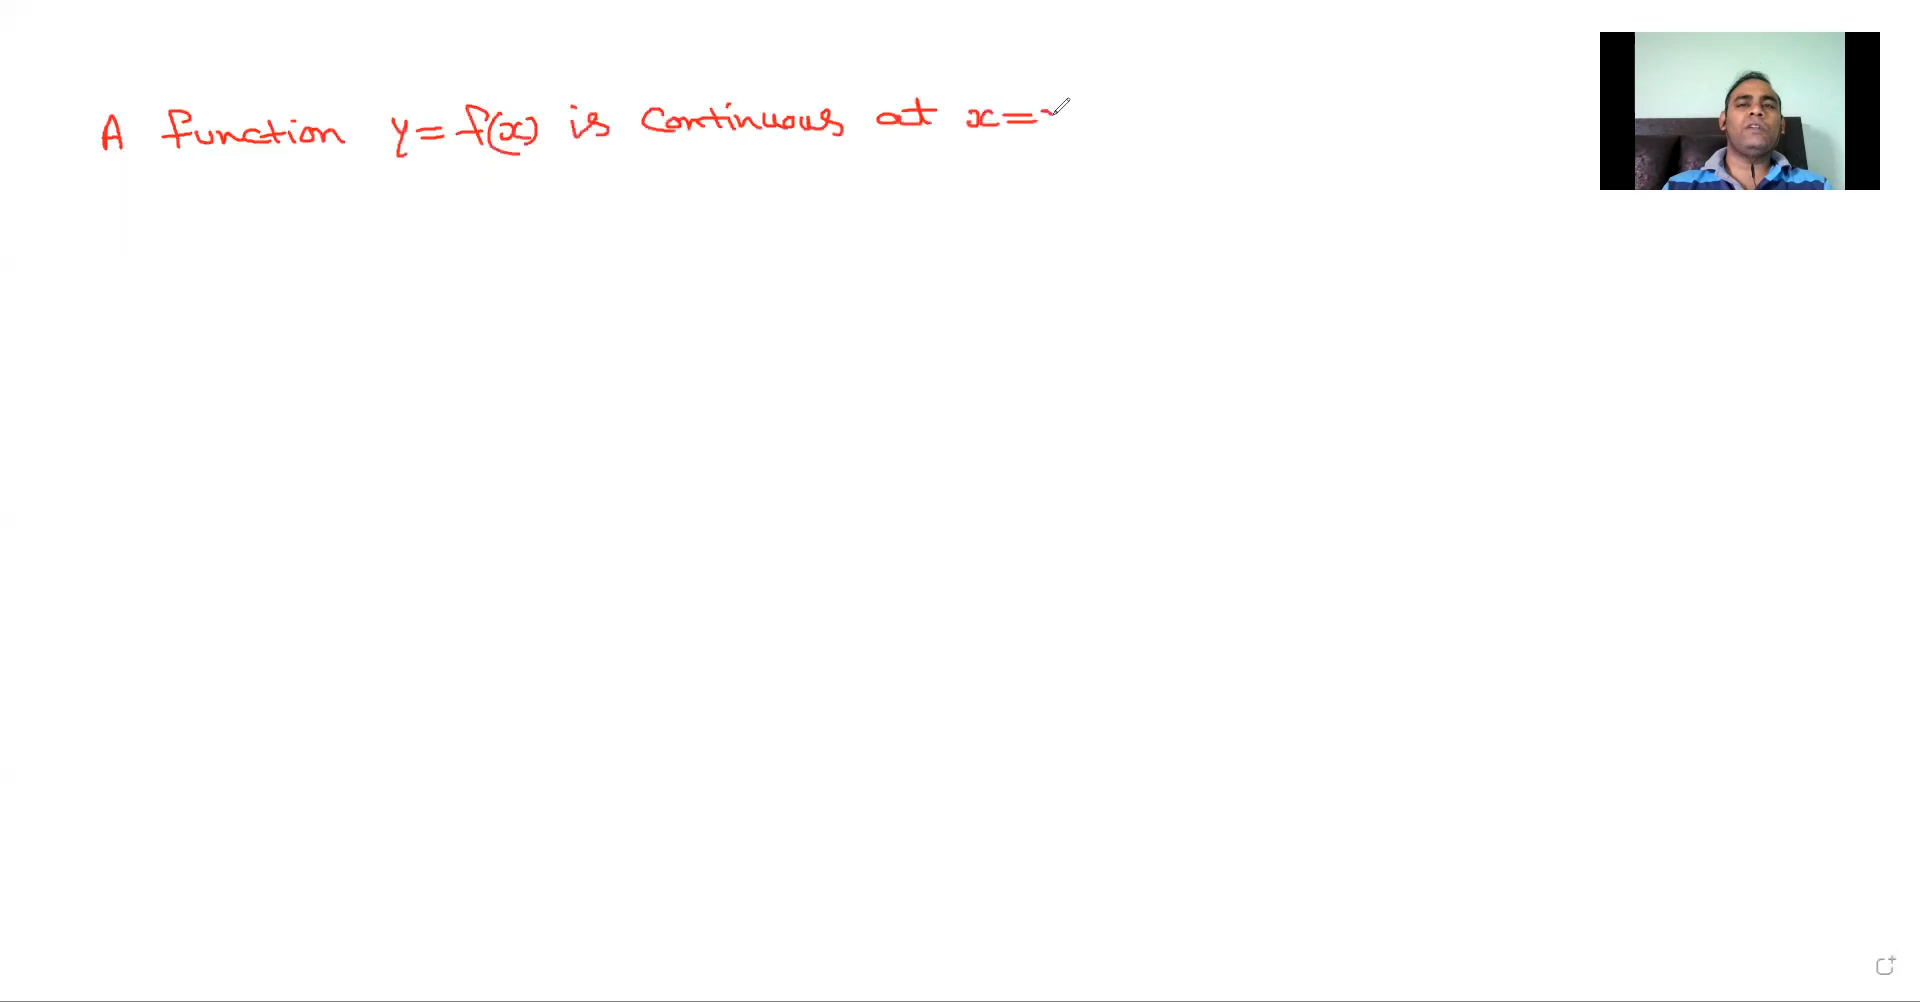 A function y = f(x) is continuous at x =